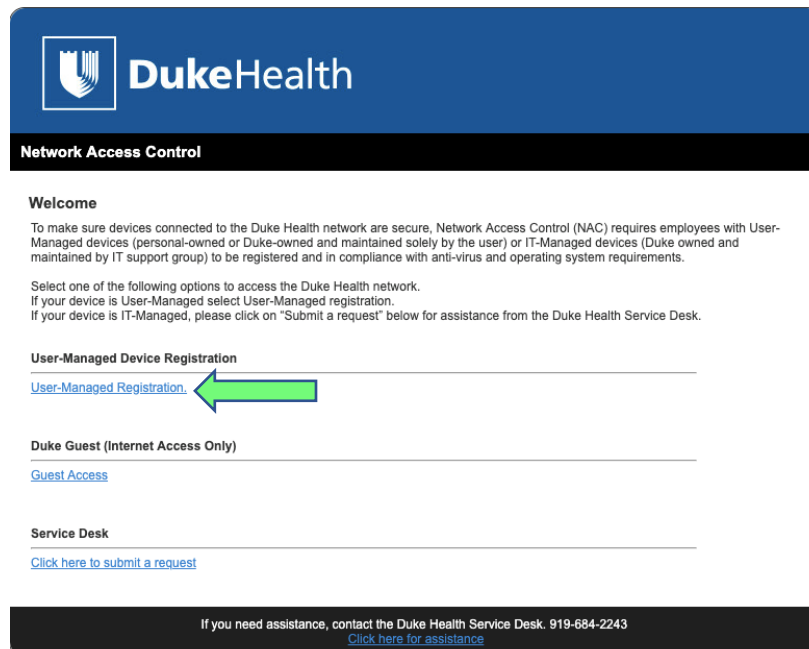 DukeHealth
Network Access Control
Welcome
To make sure devices connected to the Duke Health network are secure, Network Access Control (NAC) requires employees with User-
Managed devices (personal-owned or Duke-owned and maintained solely by the user) or IT-Managed devices (Duke owned and
maintained by IT support group) to be registered and in compliance with anti-virus and operating system requirements.
Select one of the following options to access the Duke Health network.
If your device is User-Managed select User-Managed registration.
If your device is IT-Managed, please click on “Submit a request” below for assistance from the Duke Health Service Desk.
User-Managed Device Registration
User-Managed Registration.
Duke Guest (Internet Access Only)
Guest Access
Service Desk
Click here to submit a request
If you need assistance, contact the Duke Health Service Desk. 919-684-2243
Click here for assistance